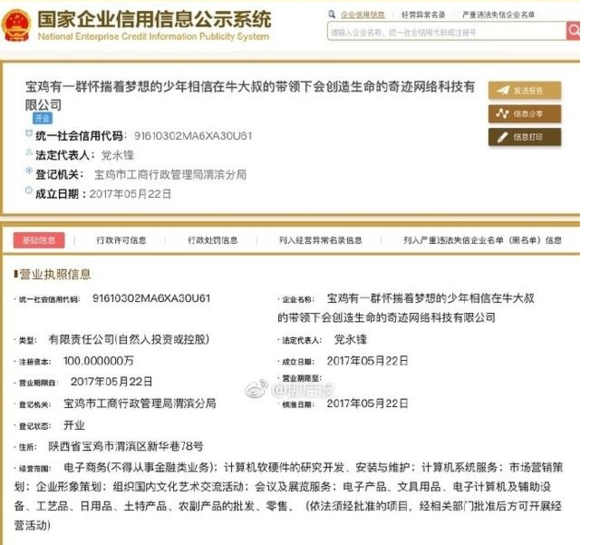 国家企业信用信息公示系统
National Enterprise Credit Information Publicity System
企业信用信息 | 经营异常名录 | 严重违法失信企业名单
请输入企业名称、统一社会信用代码或注册号
宝鸡有一群怀揣着梦想的少年相信在牛大叔的带领下会创造生命的奇迹网络科技有
限公司
开业
统一社会信用代码: 91610302MA6XA30U61
法定代表人: 党永锋
登记机关: 宝鸡市工商行政管理局渭滨分局
成立日期: 2017年05月22日
发送报告
信息分享
信息打印
基础信息 | 行政许可信息 | 行政处罚信息 | 列入经营异常名录信息 | 列入严重违法失信企业名单(黑名单)信息
营业执照信息
· 统一社会信用代码: 91610302MA6XA30U61
· 企业名称: 宝鸡有一群怀揣着梦想的少年相信在牛大叔
的带领下会创造生命的奇迹网络科技有限公司
· 类型: 有限责任公司(自然人投资或控股)
· 法定代表人: 党永锋
· 注册资本: 100.000000万
· 成立日期: 2017年05月22日
· 营业期限自: 2017年05月22日
· 营业期限至:
· 登记机关: 宝鸡市工商行政管理局渭滨分局
· 核准日期: 2017年05月22日
· 登记状态: 开业
· 住所: 陕西省宝鸡市渭滨区新华巷78号
· 经营范围: 电子商务(不得从事金融类业务); 计算机软硬件的研究开发、安装与维护; 计算机系统服务; 市场营销策
划; 企业形象策划; 组织国内文化艺术交流活动; 会议及展览服务; 电子产品、文具用品、电子计算机及辅助设
备、工艺品、日用品、土特产品、农副产品的批发、零售。(依法须经批准的项目,经相关部门批准后方可开展经
营活动)